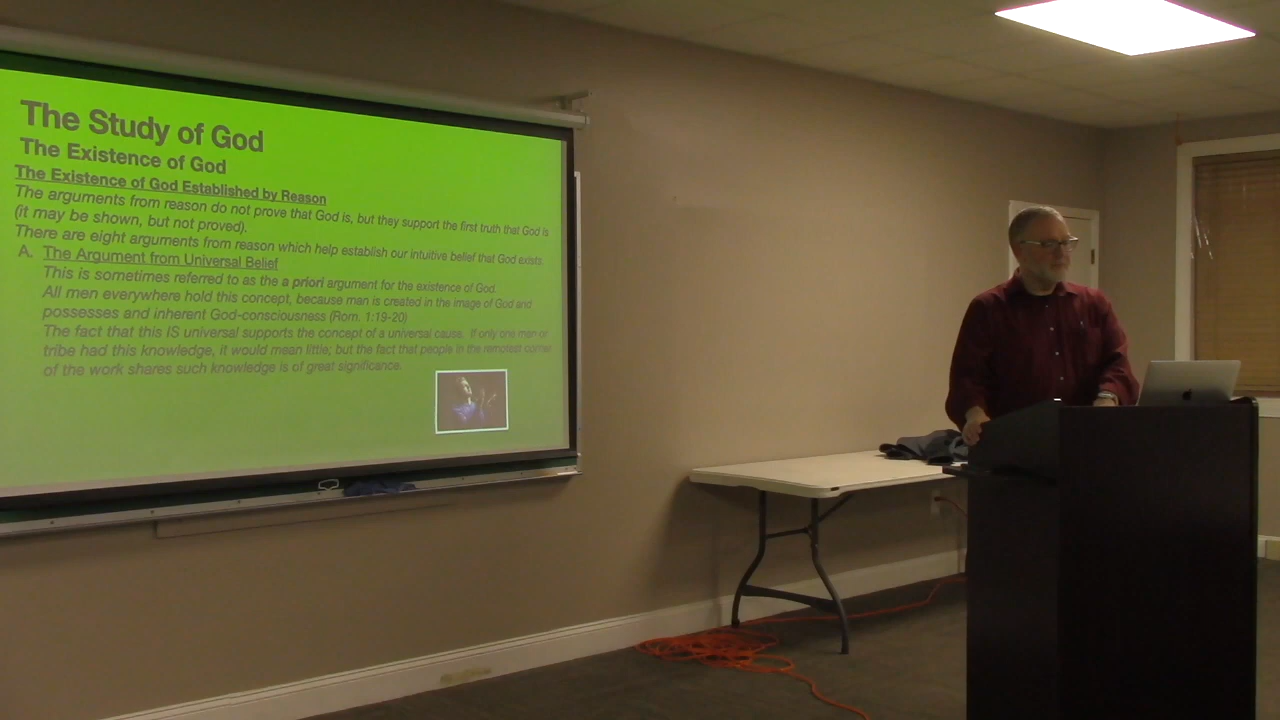 The Study of God
The Existence of God
The Existence of God Established by Reason
The arguments from reason do not prove that God is, but they support the first truth that God is
(it may be shown, but not proved).
There are eight arguments from reason which help establish our intuitive belief that God exists.
A. The Argument from Universal Belief
This is sometimes referred to as the a priori argument for the existence of God.
All men everywhere hold this concept, because man is created in the image of God and
possesses and inherent God-consciousness (Rom. 1:19-20)
The fact that this IS universal supports the concept of a universal cause. If only one man or
tribe had this knowledge, it would mean little; but the fact that people in the remotest corner
of the work shares such knowledge is of great significance.